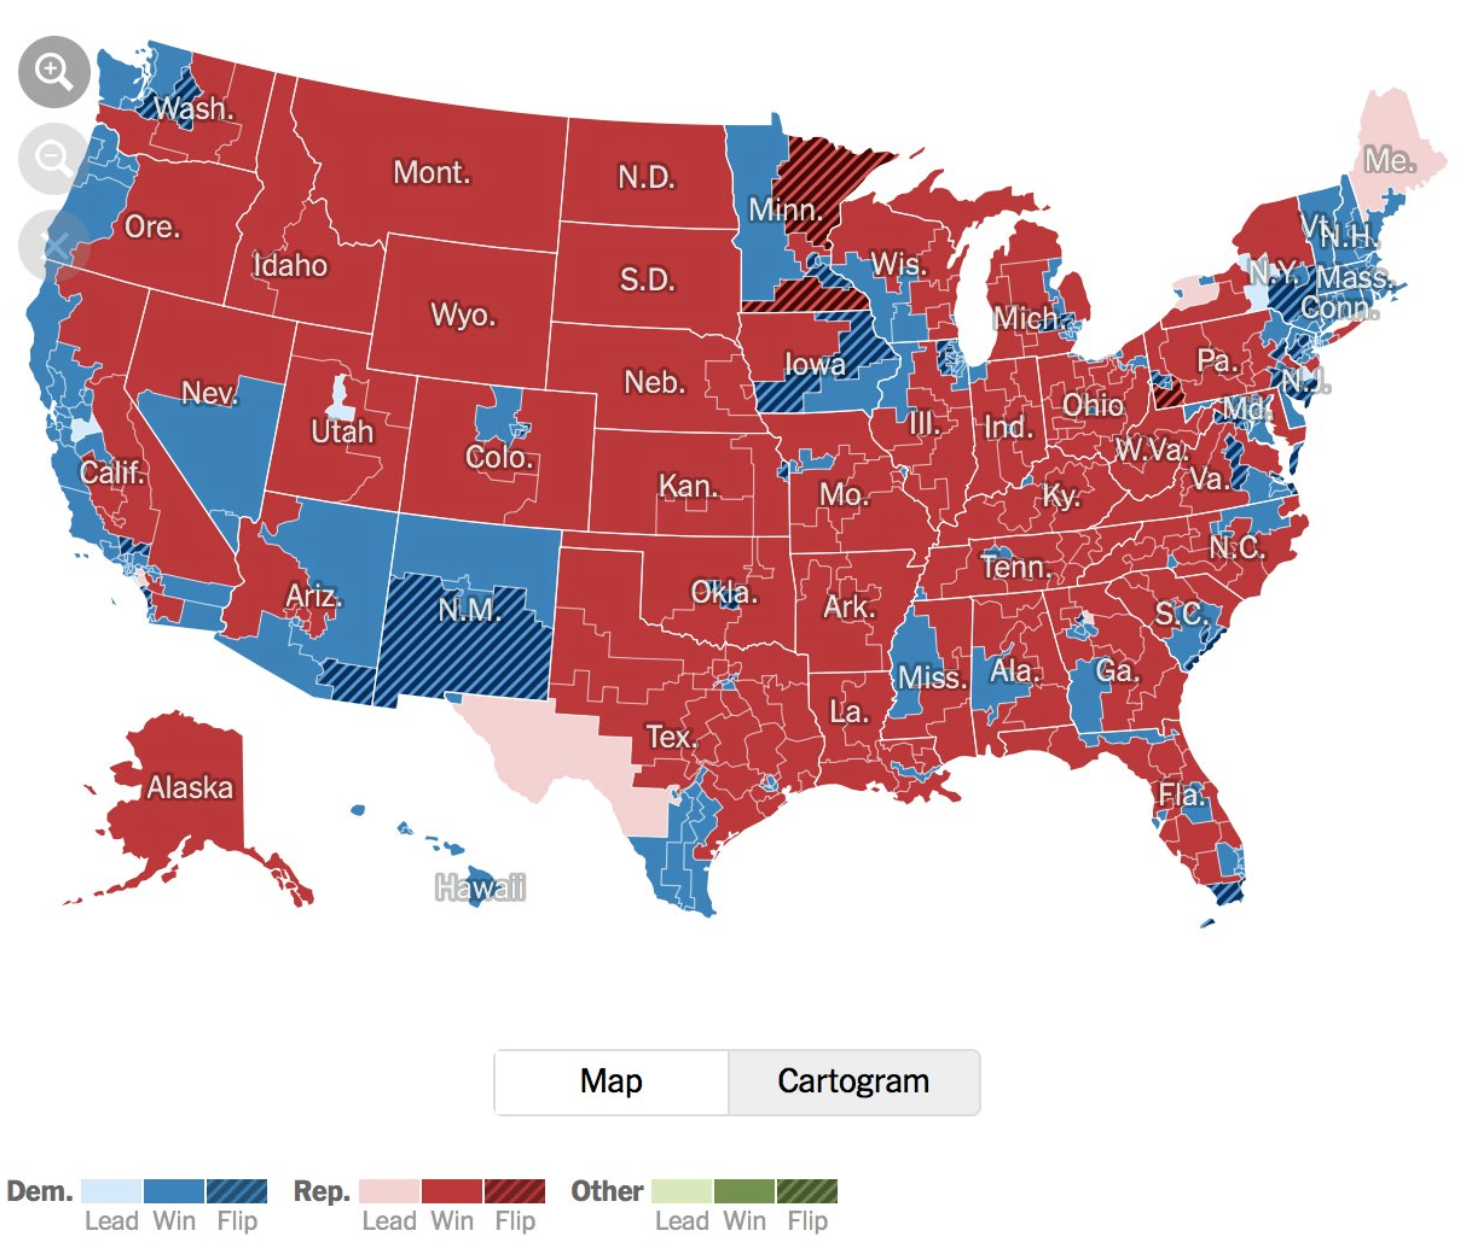 Wash.
Mont.
N.D.
Minn.
Me.
Ore.
Idaho
S.D.
Wis.
Vt.
N.H.
Wyo.
Mich.
N.Y.
Mass.
Conn.
Nev.
Utah
Neb.
Iowa
Pa.
N.J.
Colo.
Ill.
Ind.
Ohio
Md.
Calif.
Kan.
Mo.
Ky.
W.Va.
Va.
Ariz.
N.M.
Okla.
Ark.
Tenn.
N.C.
S.C.
Tex.
La.
Miss.
Ala.
Ga.
Alaska
Hawaii
Fla.
Map Cartogram
Dem. Rep. Other
Lead Win Flip Lead Win Flip Lead Win Flip